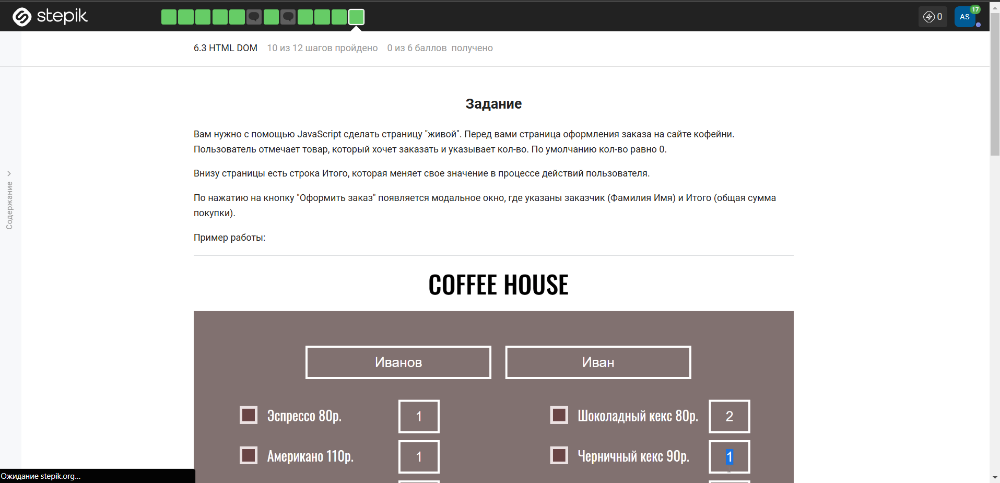 stepik
0
AS
17
6.3 HTML DOM 10 из 12 шагов пройдено 0 из 6 баллов получено
Содержание
Задание
Вам нужно с помощью JavaScript сделать страницу "живой". Перед вами страница оформления заказа на сайте кофейни.
Пользователь отмечает товар, который хочет заказать и указывает кол-во. По умолчанию кол-во равно 0.
Внизу страницы есть строка Итого, которая меняет свое значение в процессе действий пользователя.
По нажатию на кнопку "Оформить заказ" появляется модальное окно, где указаны заказчик (Фамилия Имя) и Итого (общая сумма
покупки).
Пример работы:
COFFEE HOUSE
Иванов Иван
Эспрессо 80р. 1 Шоколадный кекс 80р. 2
Американо 110р. 1 Черничный кекс 90р. 1
Ожидание stepik.org...